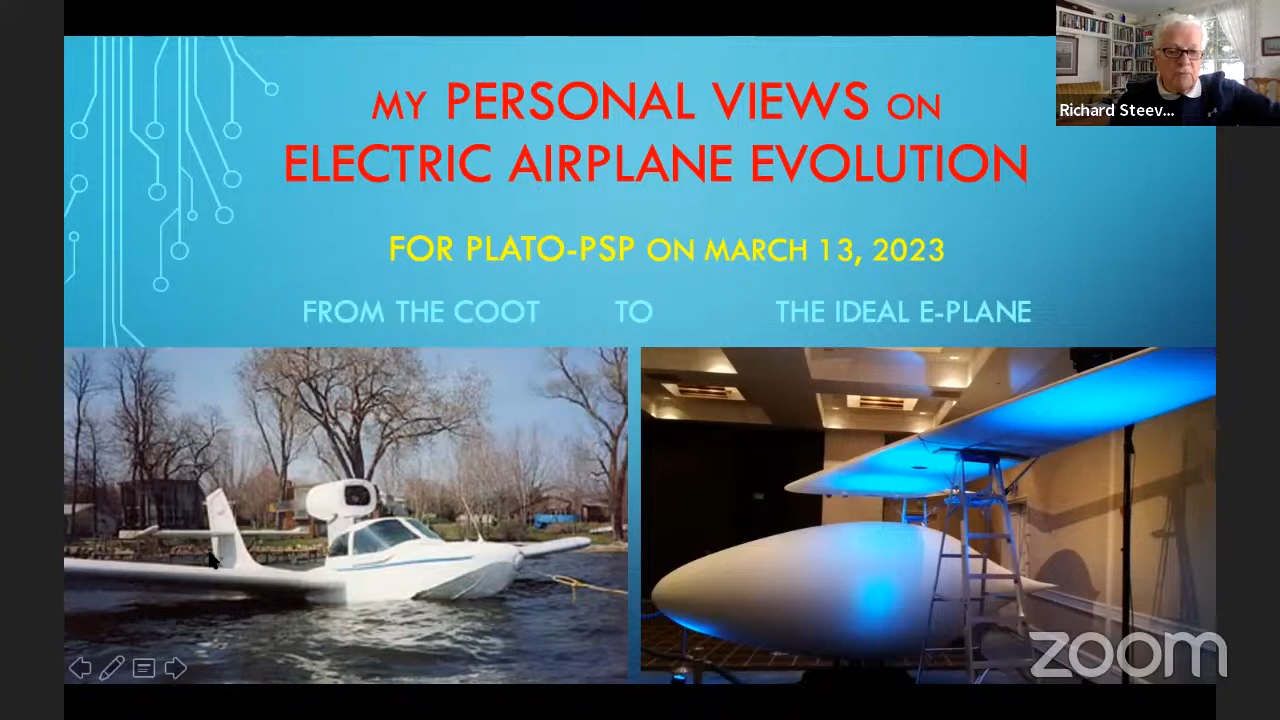 MY PERSONAL VIEWS ON
ELECTRIC AIRPLANE EVOLUTION
FOR PLATO-PSP ON MARCH 13, 2023
FROM THE COOT TO THE IDEAL E-PLANE
Richard Steev...
zoom